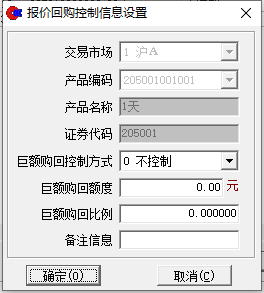 报价回购控制信息设置
交易市场 1 沪A
产品编码 205001001001
产品名称 1天
证券代码 205001
巨额购回控制方式 0 不控制
巨额购回额度 0.00 元
巨额购回比例 0.000000
备注信息
确定(O) 取消(C)